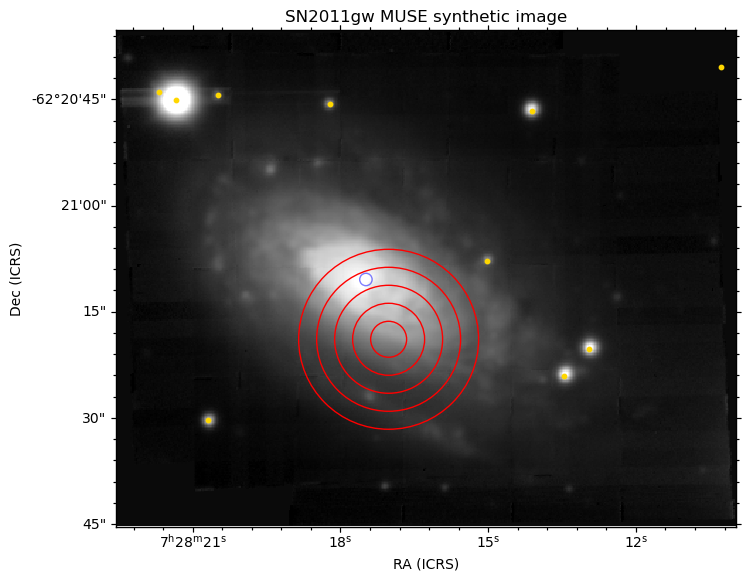 SN2011gw MUSE synthetic image
-62°20'45"
21'00"
15"
30"
45"
Dec (ICRS)
7ʰ28ᵐ21ˢ
18ˢ
15ˢ
12ˢ
RA (ICRS)